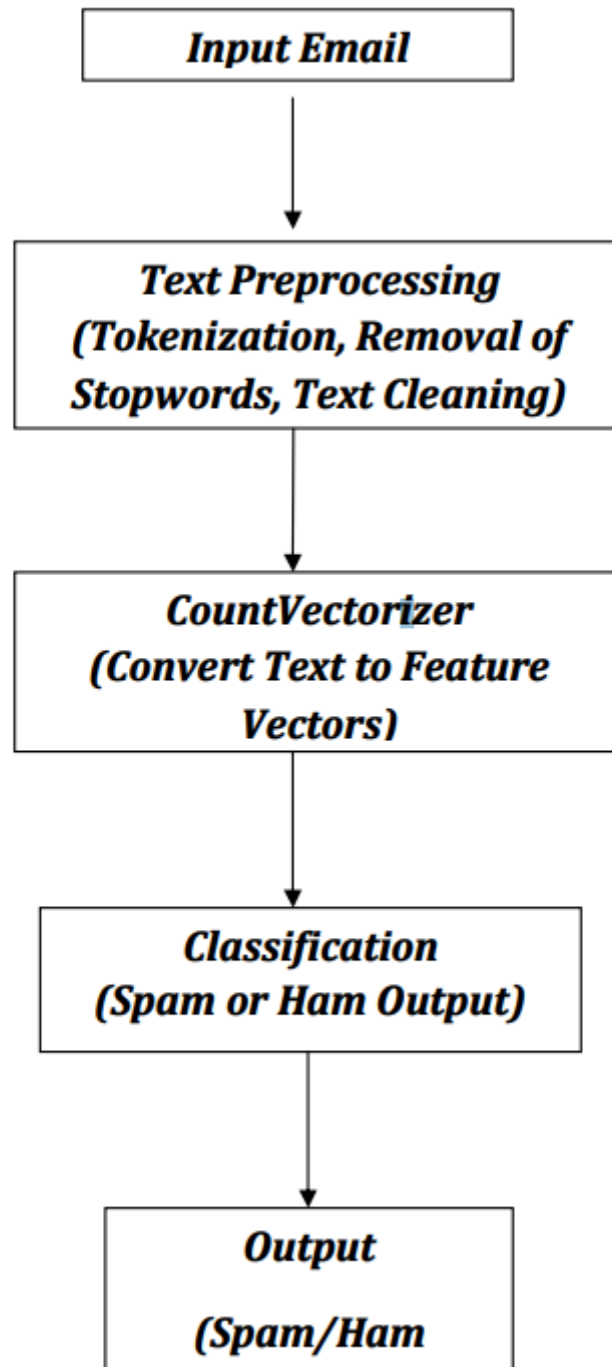 Input Email
Text Preprocessing
(Tokenization, Removal of
Stopwords, Text Cleaning)
CountVectorizer
(Convert Text to Feature
Vectors)
Classification
(Spam or Ham Output)
Output
(Spam/Ham